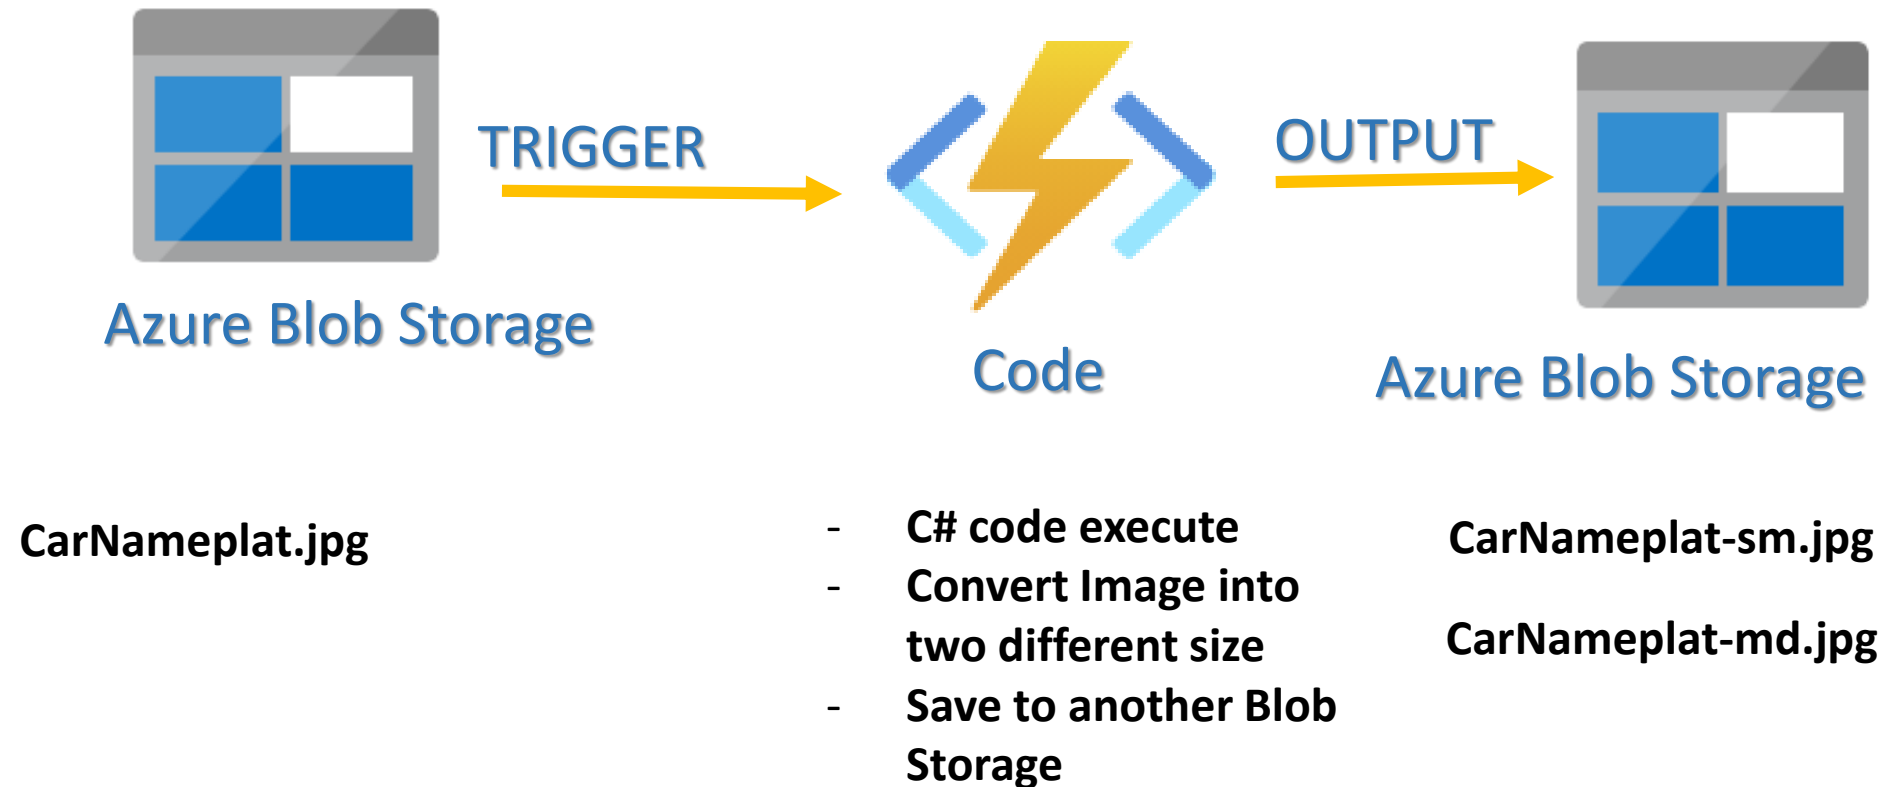 TRIGGER
OUTPUT
Azure Blob Storage
Code
Azure Blob Storage
CarNameplat.jpg
- C# code execute
- Convert Image into
two different size
- Save to another Blob
Storage
CarNameplat-sm.jpg
CarNameplat-md.jpg